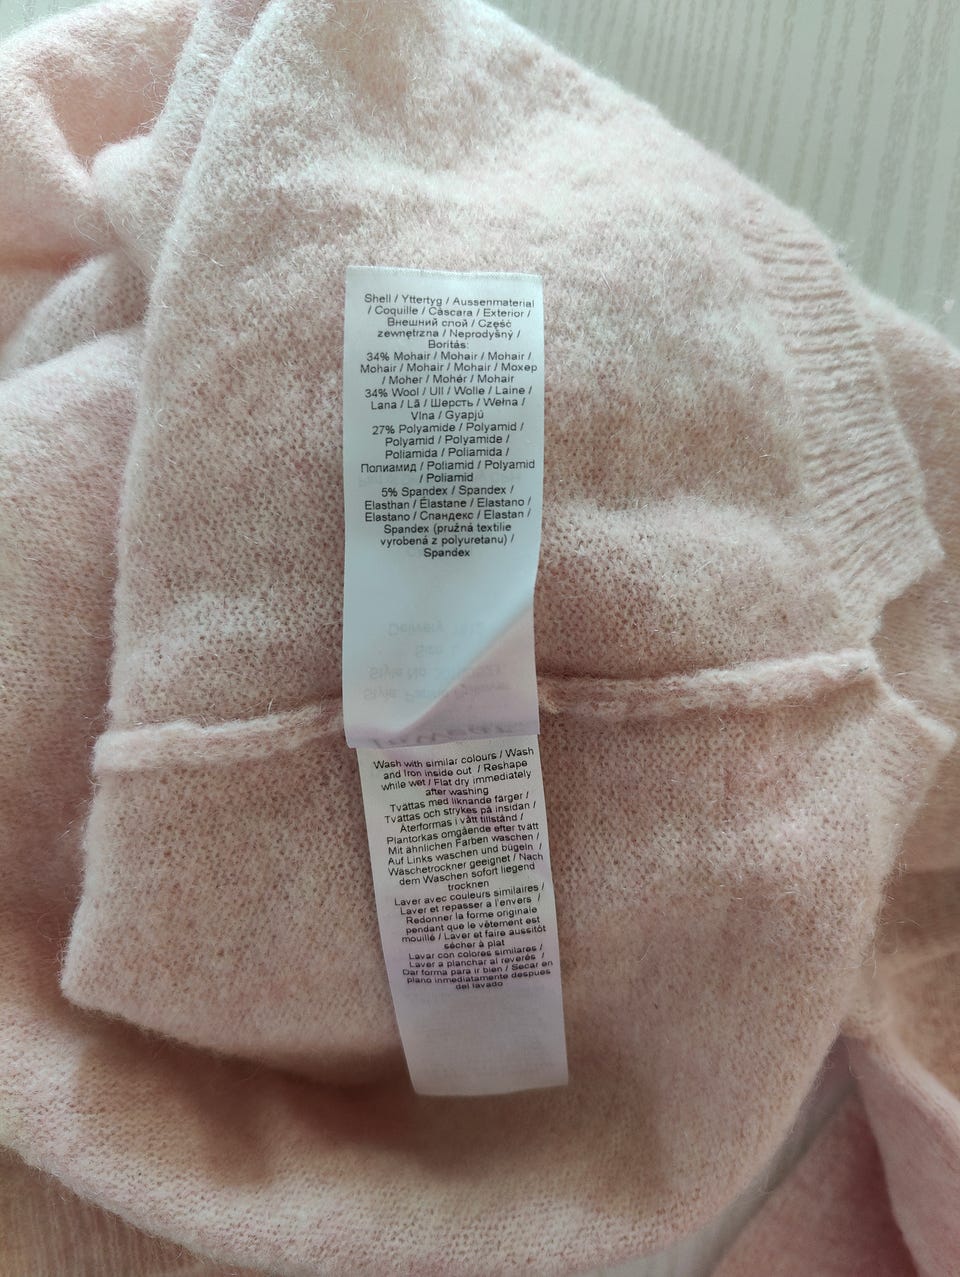 Shell / Yttertyg / Aussenmaterial
/ Coquille / Cáscara / Exterior /
Внешний слой / Część
zewnętrzna / Neprodyšný /
Borítás:
34% Mohair / Mohair / Mohair /
Mohair / Mohair / Mohair / Мохер
/ Moher / Mohér / Mohair
34% Wool / Ull / Wolle / Laine /
Lana / Lã / Шерсть / Wełna /
Vlna / Gyapjú
27% Polyamide / Polyamid /
Polyamid / Polyamide /
Poliamida / Poliamida /
Полиамид / Poliamid / Polyamid
/ Poliamid
5% Spandex / Spandex /
Elasthan / Élastane / Elastano /
Elastano / Спандекс / Elastan /
Spandex (pružná textilie
vyrobená z polyuretanu) /
Spandex
Wash with similar colours / Wash
and Iron inside out / Reshape
while wet / Flat dry immediately
after washing
Tvättas med liknande färger /
Tvättas och strykes på insidan /
Återformas i vått tillstånd /
Plantorkas omgående efter tvätt
Mit ähnlichen Farben waschen /
Auf Links waschen und bügeln /
Wäschetrockner geeignet / Nach
dem Waschen sofort liegend
trocknen
Laver avec couleurs similaires /
Laver et repasser a l'envers /
Redonner la forme originale
pendant que le vêtement est
mouillé / Laver et faire aussitôt
sécher à plat
Lavar con colores similares /
Laver a planchar al reverés /
Dar forma para ir bien / Secar en
plano inmediatamente despues
del lavado